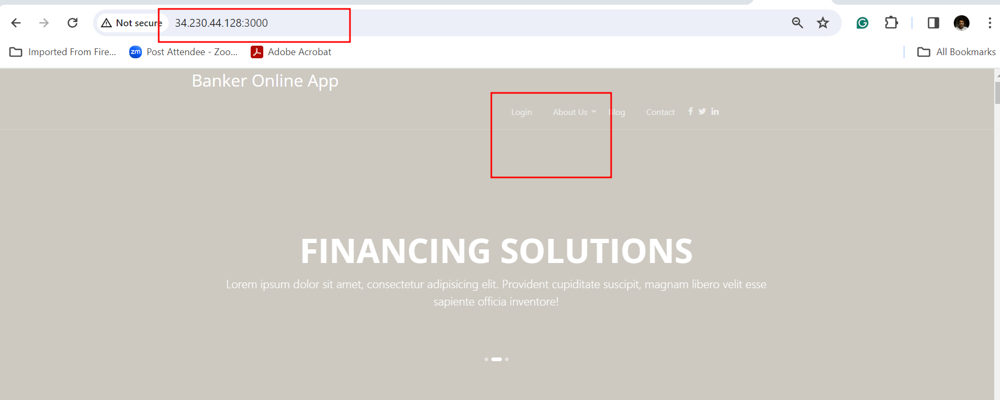 Not secure 34.230.44.128:3000
Imported From Fire... Post Attendee - Zoo... Adobe Acrobat All Bookmarks
Banker Online App
Login About Us Blog Contact
FINANCING SOLUTIONS
Lorem ipsum dolor sit amet, consectetur adipisicing elit. Provident cupiditate suscipit, magnam libero velit esse
sapiente officia inventore!